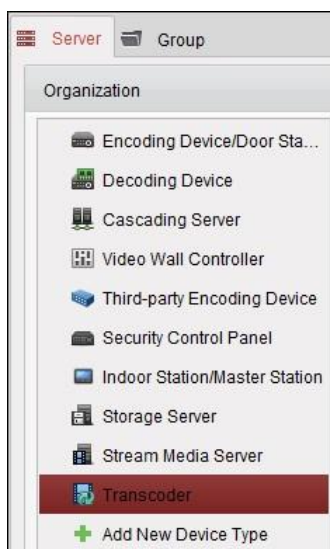 Server Group
Organization
Encoding Device/Door Sta...
Decoding Device
Cascading Server
Video Wall Controller
Third-party Encoding Device
Security Control Panel
Indoor Station/Master Station
Storage Server
Stream Media Server
Transcoder
Add New Device Type